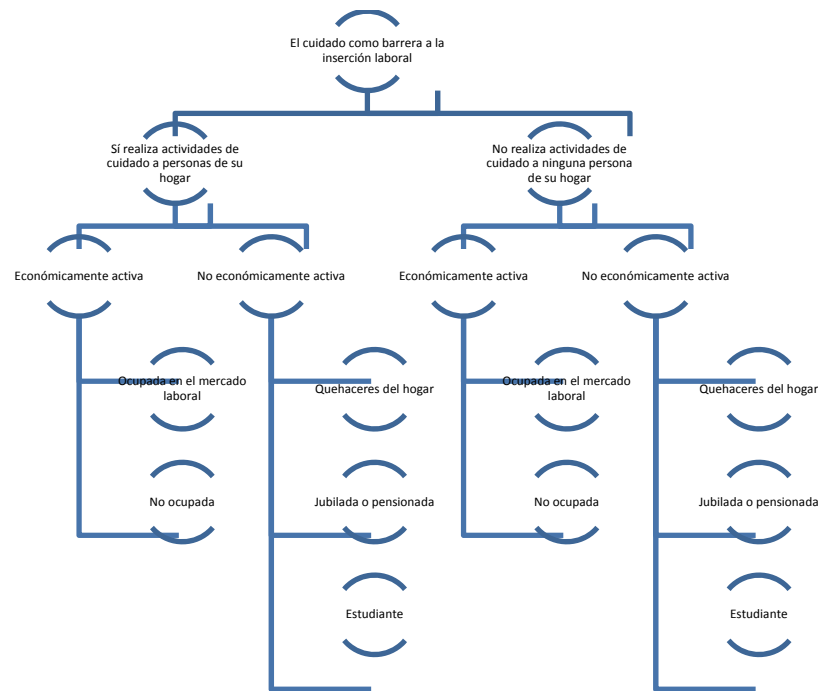 El cuidado como barrera a la
inserción laboral
Sí realiza actividades de
cuidado a personas de su
hogar
No realiza actividades de
cuidado a ninguna persona
de su hogar
Económicamente activa
No económicamente activa
Económicamente activa
No económicamente activa
Ocupada en el mercado
laboral
Quehaceres del hogar
Ocupada en el mercado
laboral
Quehaceres del hogar
No ocupada
Jubilada o pensionada
No ocupada
Jubilada o pensionada
Estudiante
Estudiante